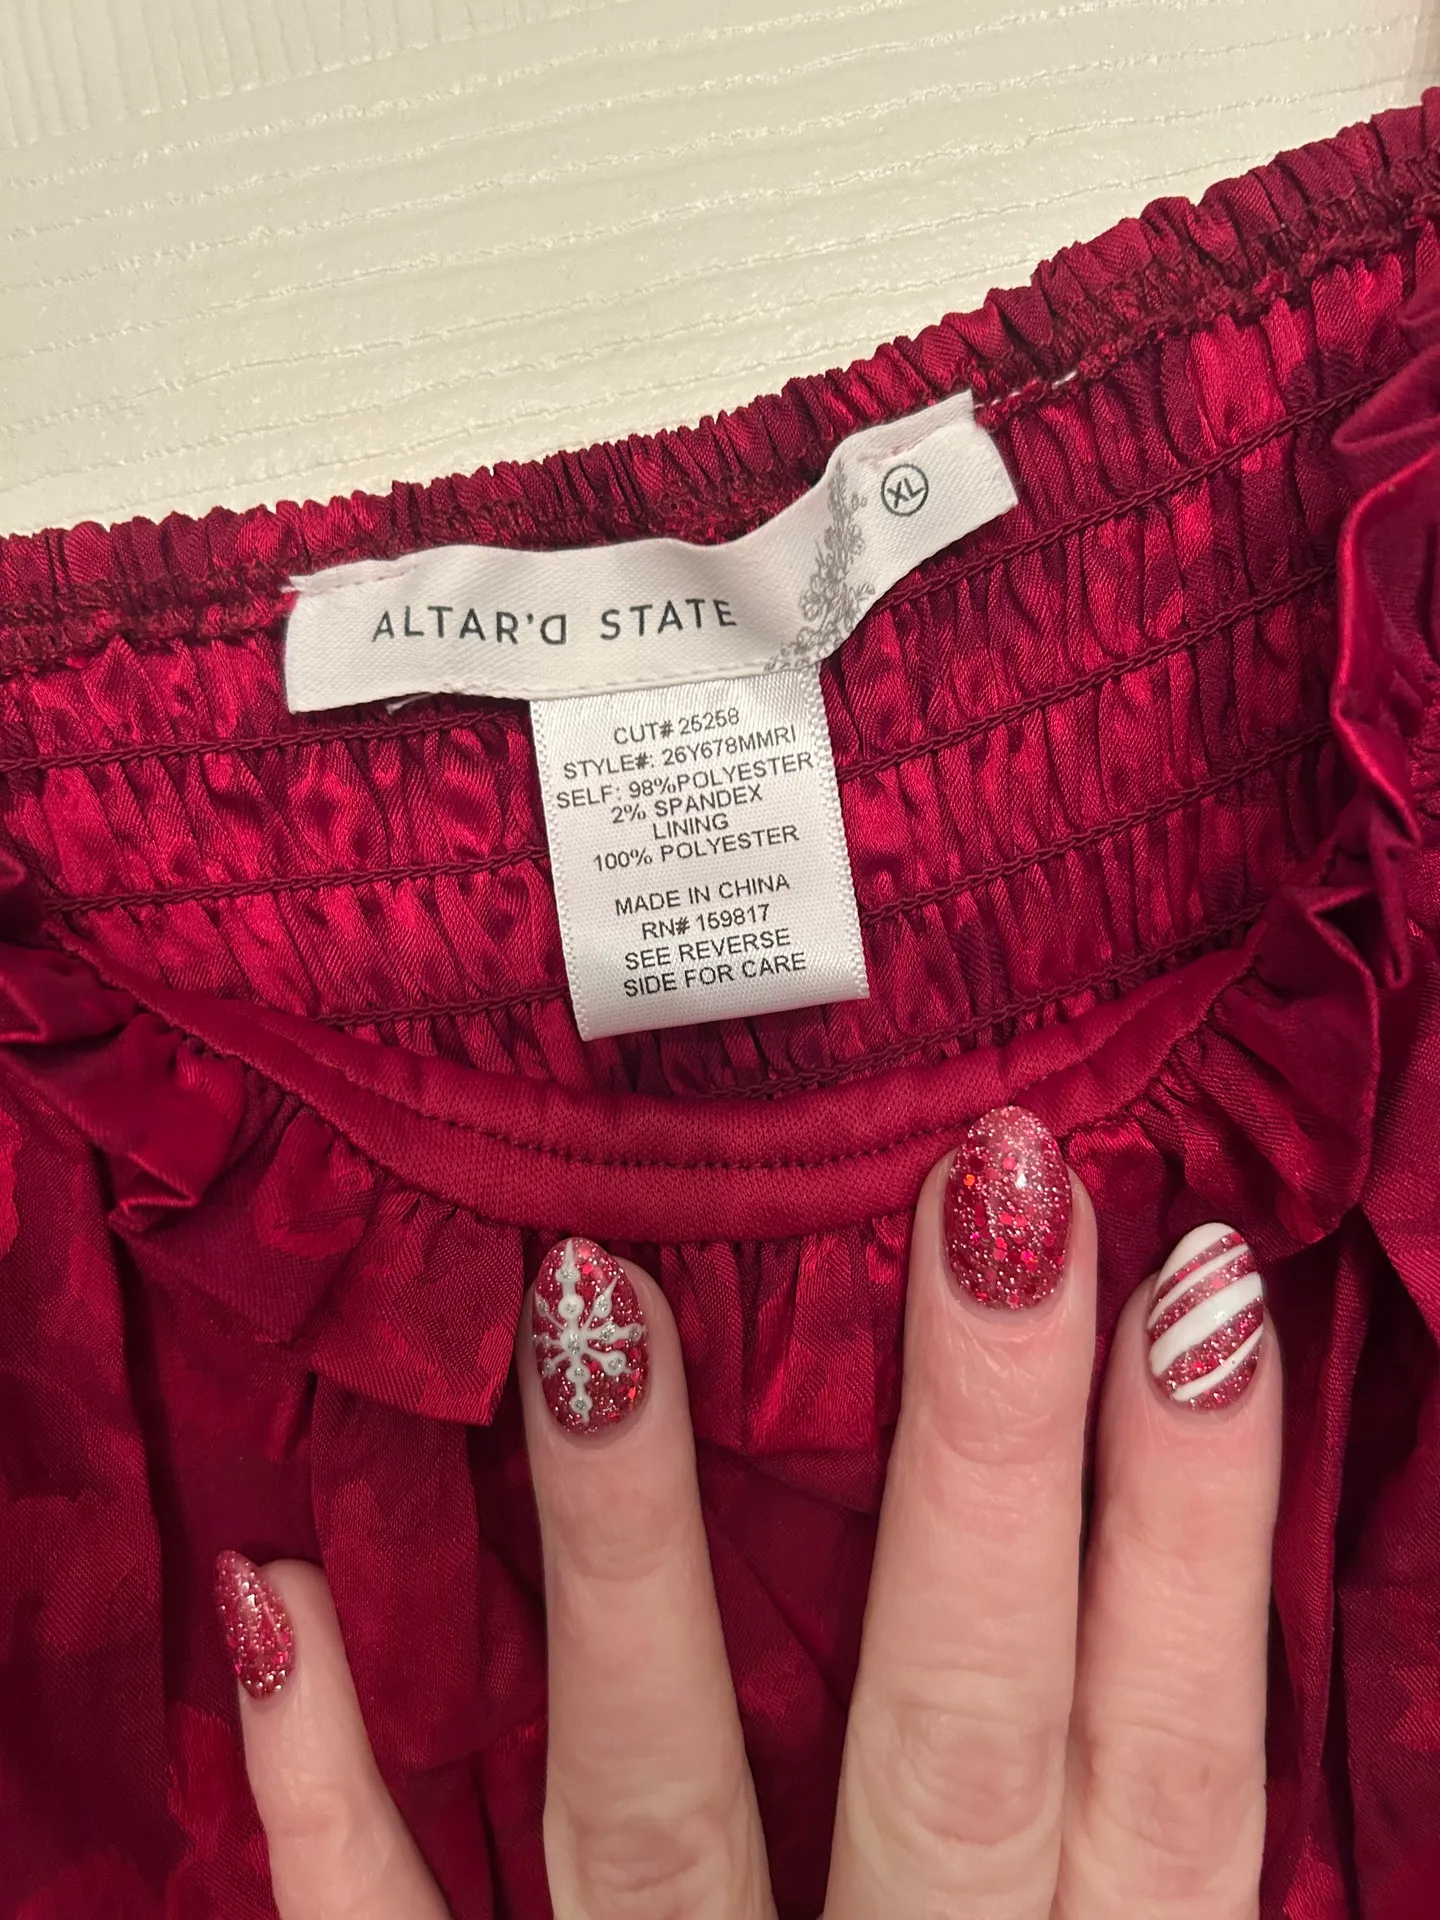 ALTAR'D STATE
XL
CUT# 25258
STYLE#: 26Y678MMRI
SELF: 98%POLYESTER
2% SPANDEX
LINING
100% POLYESTER
MADE IN CHINA
RN# 159817
SEE REVERSE
SIDE FOR CARE